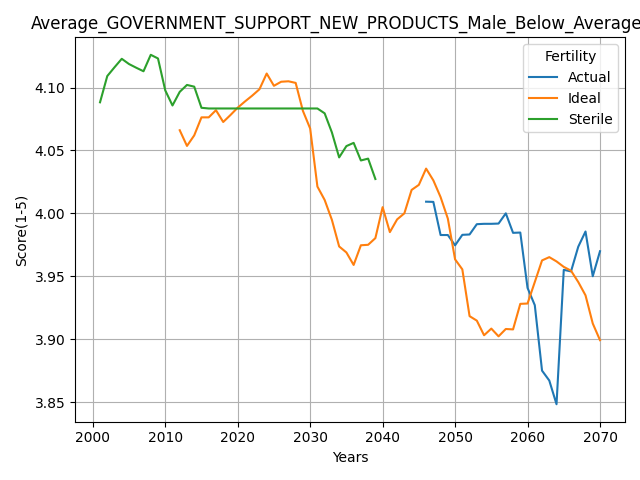 Average_GOVERNMENT_SUPPORT_NEW_PRODUCTS_Male_Below_Average
Fertility
Actual
Ideal
Sterile
Score(1-5)
4.10
4.05
4.00
3.95
3.90
3.85
2000 2010 2020 2030 2040 2050 2060 2070
Years